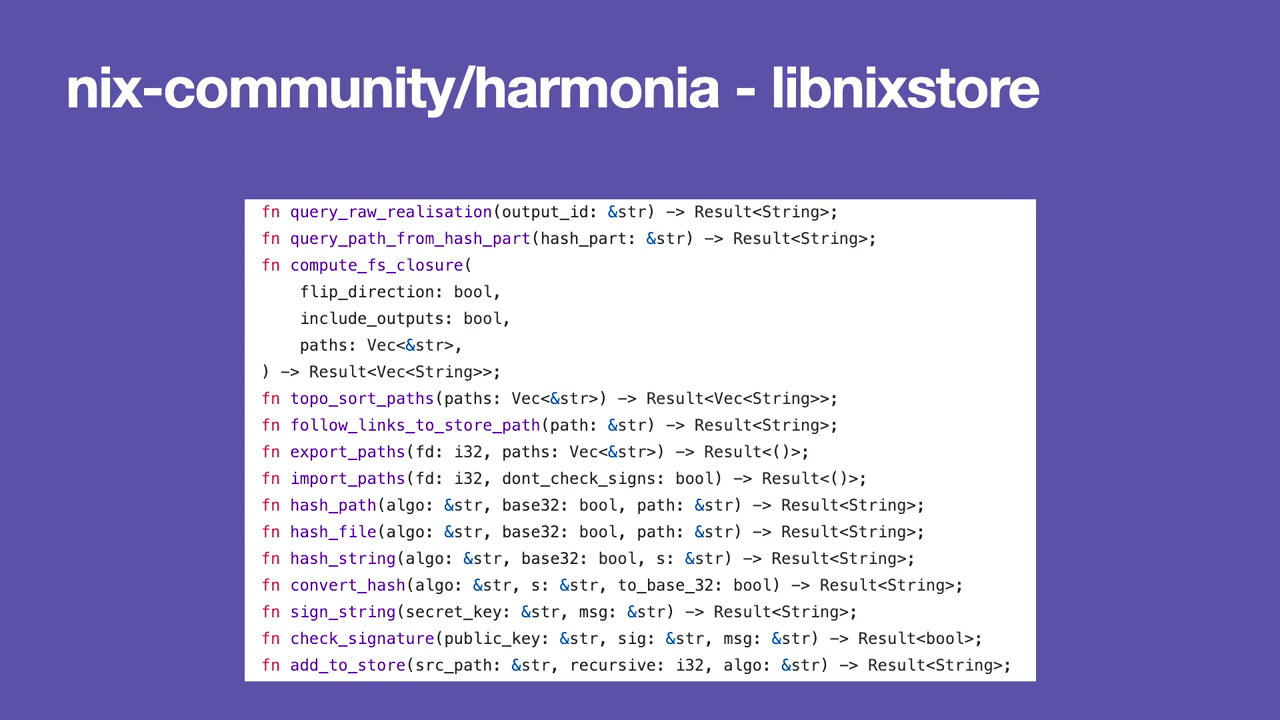 nix-community/harmonia - libnixstore
fn query_raw_realisation(output_id: &str) -> Result<String>;
fn query_path_from_hash_part(hash_part: &str) -> Result<String>;
fn compute_fs_closure(
    flip_direction: bool,
    include_outputs: bool,
    paths: Vec<&str>,
) -> Result<Vec<String>>;
fn topo_sort_paths(paths: Vec<&str>) -> Result<Vec<String>>;
fn follow_links_to_store_path(path: &str) -> Result<String>;
fn export_paths(fd: i32, paths: Vec<&str>) -> Result<()>;
fn import_paths(fd: i32, dont_check_signs: bool) -> Result<()>;
fn hash_path(algo: &str, base32: bool, path: &str) -> Result<String>;
fn hash_file(algo: &str, base32: bool, path: &str) -> Result<String>;
fn hash_string(algo: &str, base32: bool, s: &str) -> Result<String>;
fn convert_hash(algo: &str, s: &str, to_base_32: bool) -> Result<String>;
fn sign_string(secret_key: &str, msg: &str) -> Result<String>;
fn check_signature(public_key: &str, sig: &str, msg: &str) -> Result<bool>;
fn add_to_store(src_path: &str, recursive: i32, algo: &str) -> Result<String>;